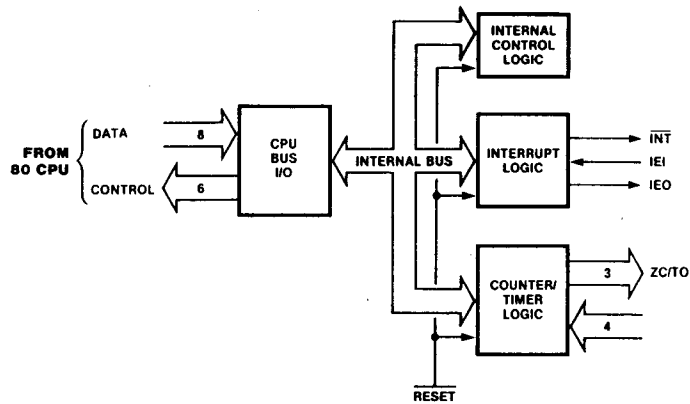 INTERNAL
CONTROL
LOGIC
DATA
8
FROM
80 CPU
CONTROL
6
CPU
BUS
I/O
INTERNAL BUS
INTERRUPT
LOGIC
INT
IEI
IEO
COUNTER/
TIMER
LOGIC
3
ZC/TO
4
RESET